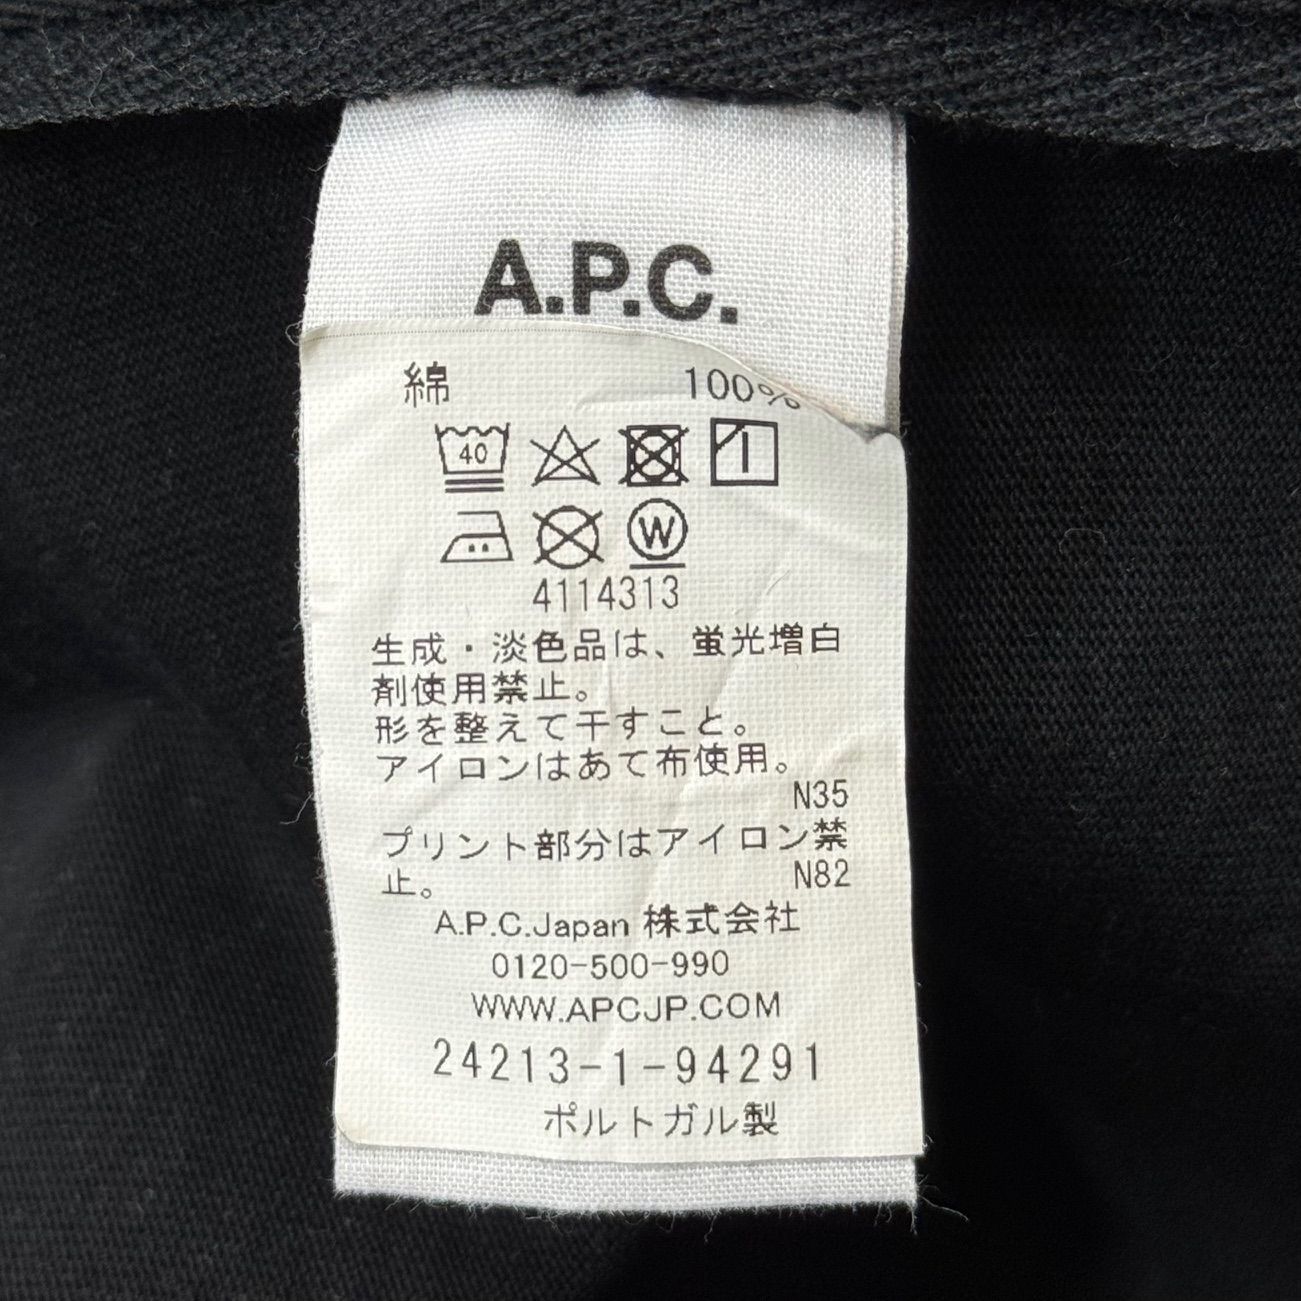 A.P.C.
綿 100%
40
W
4114313
生成・淡色品は、蛍光増白
剤使用禁止。
形を整えて干すこと。
アイロンはあて布使用。
N35
プリント部分はアイロン禁
止。 N82
A.P.C.Japan 株式会社
0120-500-990
WWW.APCJP.COM
24213-1-94291
ポルトガル製